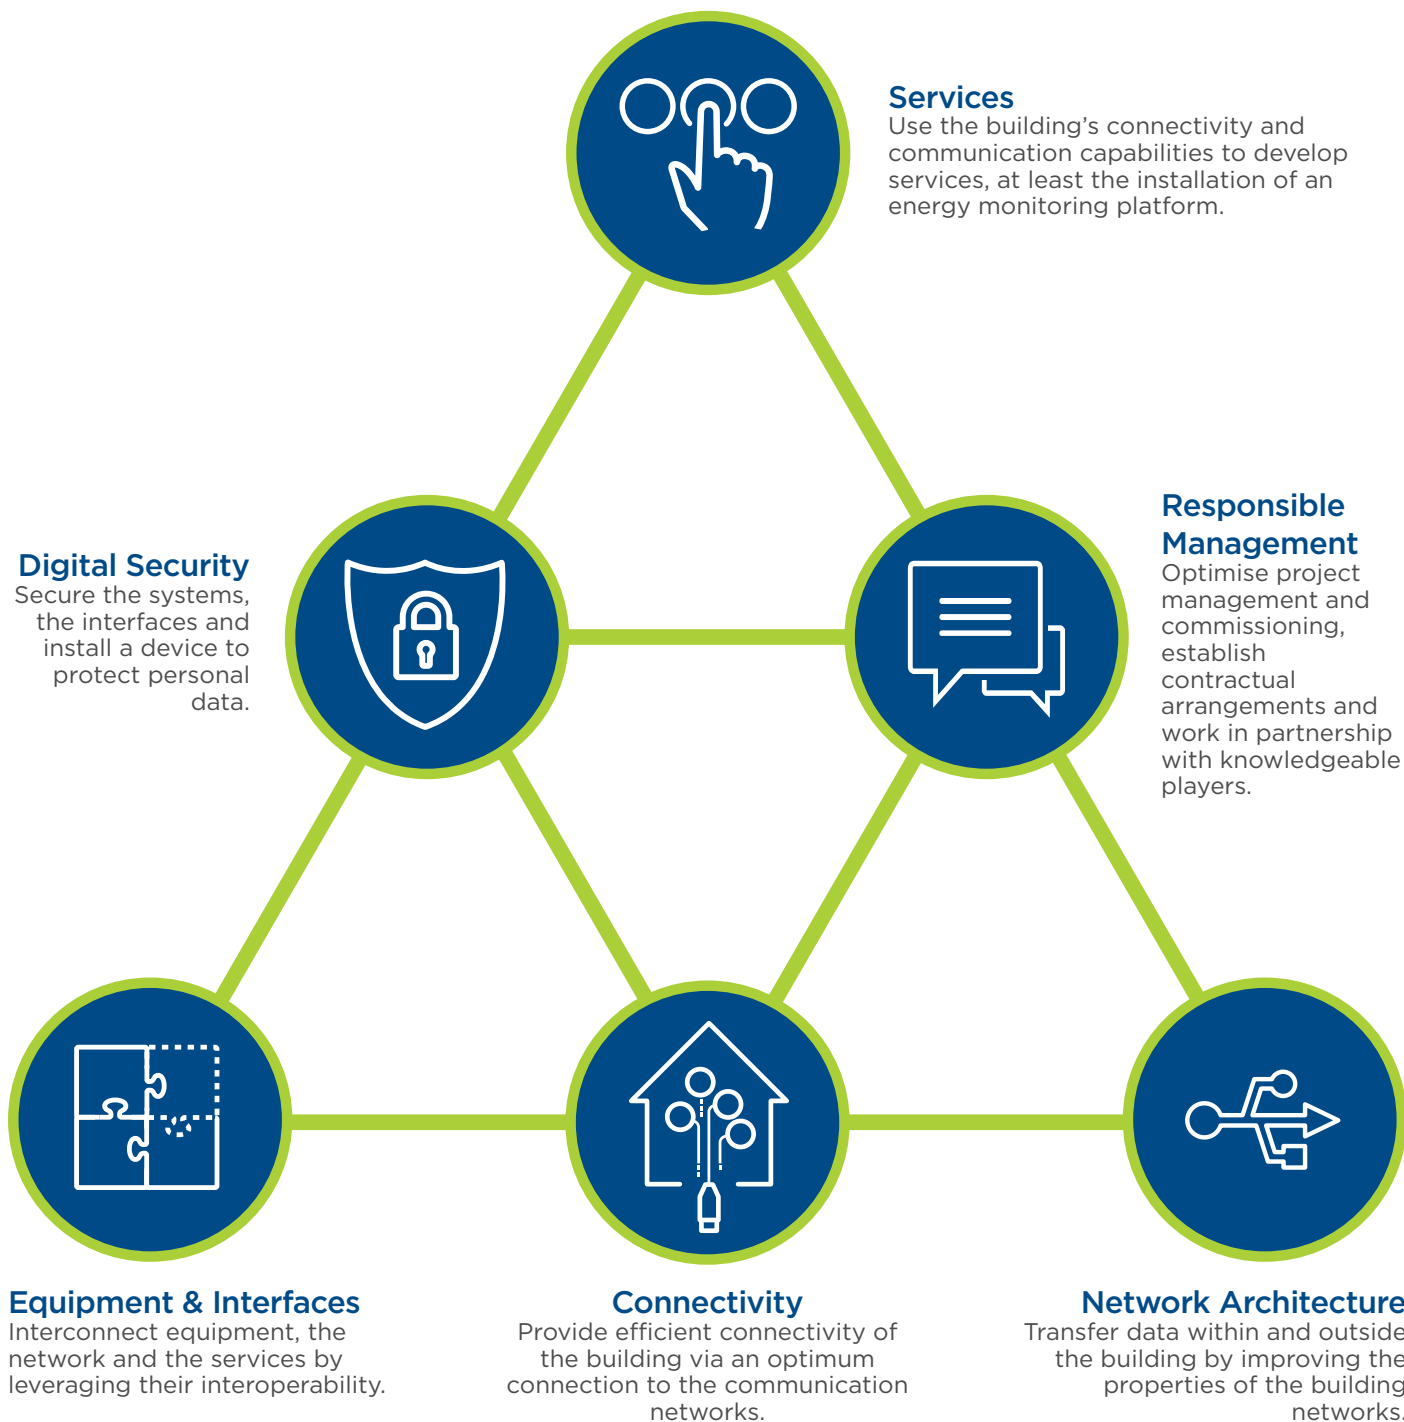 Services
Use the building’s connectivity and
communication capabilities to develop
services, at least the installation of an
energy monitoring platform.
Digital Security
Secure the systems,
the interfaces and
install a device to
protect personal
data.
Responsible
Management
Optimise project
management and
commissioning,
establish
contractual
arrangements and
work in partnership
with knowledgeable
players.
Equipment & Interfaces
Interconnect equipment, the
network and the services by
leveraging their interoperability.
Connectivity
Provide efficient connectivity of
the building via an optimum
connection to the communication
networks.
Network Architecture
Transfer data within and outside
the building by improving the
properties of the building
networks.